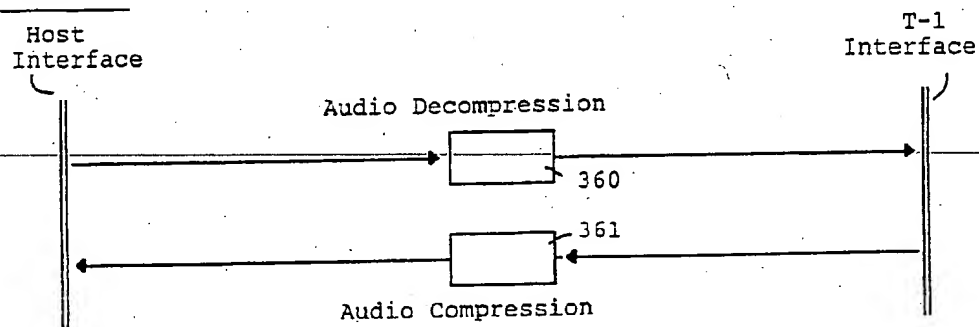 Host
Interface
T-1
Interface
Audio Decompression
360
361
Audio Compression